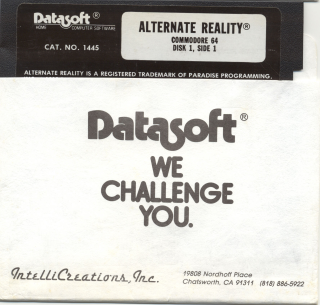 Datasoft®
HOME COMPUTER SOFTWARE
CAT. NO. 1445
ALTERNATE REALITY®
COMMODORE 64
DISK 1, SIDE 1
ALTERNATE REALITY IS A REGISTERED TRADEMARK OF PARADISE PROGRAMMING.
Datasoft®
WE
CHALLENGE
YOU.
IntelliCreations, Inc.
19808 Nordhoff Place
Chatsworth, CA 91311 (818) 886-5922